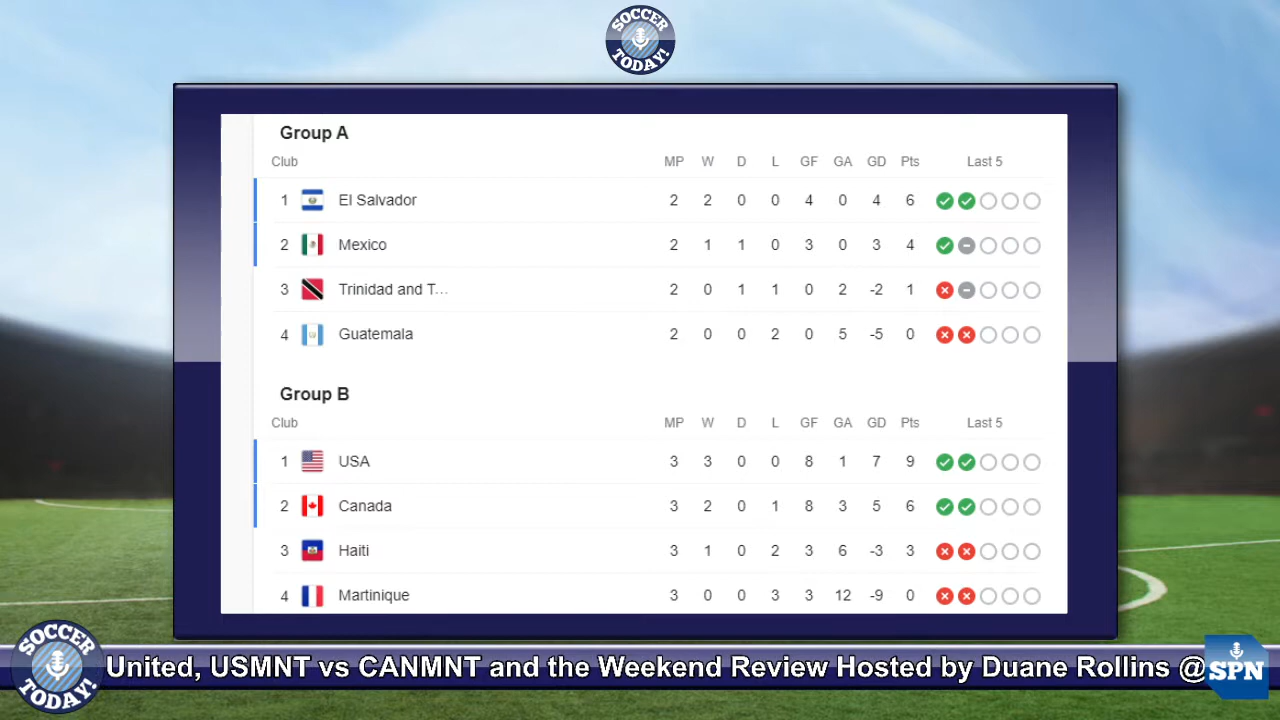 SOCCER
TODAY!
Group A
Club MP W D L GF GA GD Pts Last 5
1 El Salvador 2 2 0 0 4 0 4 6
2 Mexico 2 1 1 0 3 0 3 4
3 Trinidad and T... 2 0 1 1 0 2 -2 1
4 Guatemala 2 0 0 2 0 5 -5 0
Group B
Club MP W D L GF GA GD Pts Last 5
1 USA 3 3 0 0 8 1 7 9
2 Canada 3 2 0 1 8 3 5 6
3 Haiti 3 1 0 2 3 6 -3 3
4 Martinique 3 0 0 3 3 12 -9 0
SOCCER
TODAY!
United, USMNT vs CANMNT and the Weekend Review Hosted by Duane Rollins @
SPN